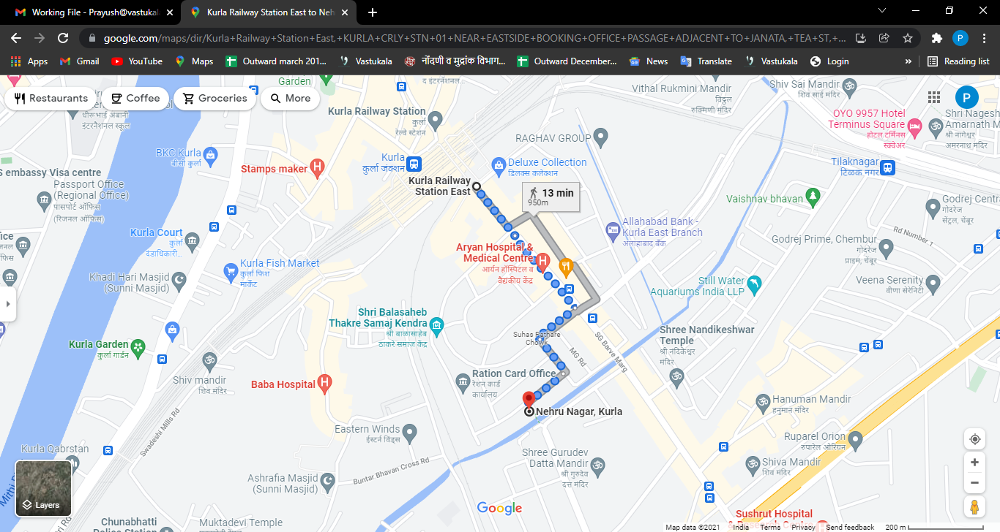 Working File - Prayush@vastukal
Kurla Railway Station East to Neh
google.com/maps/dir/Kurla+Railway+Station+East,+KURLA+CRLY+STN+01+NEAR+EASTSIDE+BOOKING+OFFICE+PASSAGE+ADJACENT+TO+JANATA,+TEA+ST,+...
P
Apps
Gmail
YouTube
Maps
Outward march 201...
Vastukala
नोंदणी व मुद्रांक विभाग...
Outward December...
News
Translate
Vastukala
Login
»
Reading list
Restaurants
Coffee
Groceries
More
P
Garden
द इंटरनॅशनल...
धीरूभाई अंबानी
इंटरनॅशनल स्कूल
Kurla Railway Station
कुर्ला
रेल्वे स्टेशन
Vithal Rukmini Mandir
विठ्ठल
रुक्मिणी मंदिर
Shiv Sai Mandir
शिव साई मंदिर
OYO 9957 Hotel
Terminus Square
होटल टर्मिनस
स्क्वेअर
Shri Nagesh
Amarnath M
श्री नागेश्वर
अमरनाथ मंदिर
RAGHAV GROUP
BKC Kurla
बीसी कुर्ला
Stamps maker
Kurla
कुर्ला जंक्शन
Deluxe Collection
डिलक्स कलेक्शन
Tilaknagar
टिळक नगर
S embassy Visa centre
Passport Office
(Regional Office)
पासपोर्ट ऑफिस
(रिजनल ऑफिस)
Kurla Railway
Station East
13 min
950m
Vaishnav bhavan
Godrej Centra
गोदरेज
सेंट्रल, चेंबूर
Kurla Court
कुर्ला
दंडाधिकारी...
Allahabad Bank -
Kurla East Branch
अलाहाबाद बँक
Rd Number 1
Godrej Prime, Chembur
गोदरेज
प्राइम, चेंबूर
Aryan Hospital &
Medical Centre
आर्यन हॉस्पिटल व
वैद्यकीय केंद्र
Kurla Fish Market
कुर्ला फिश
मार्केट
Khadi Hari Masjid
(Sunni Masjid)
Still Water
Aquariums India LLP
Veena Serenity
वीणा सेरेनिटी
Shri Balasaheb
Thakre Samaj Kendra
श्री बाळासाहेब
ठाकरे समाज केंद्र
Suhas Pathare
Chowk
SG Barve Marg
MG Rd
Shree Nandikeshwar
Temple
श्री नंदिकेश्वर
मंदिर
Kurla Garden
कुर्ला गार्डन
Shiv mandir
शिव मंदिर
Baba Hospital
Ration Card Office
रेशन कार्ड
कार्यालय
Nehru Nagar, Kurla
Hanuman Mandir
हनुमान मंदिर
Eastern Winds
ईस्टर्न विंड्स
Swadeshi Mills Rd
Ruparel Orion
रुपारेल ओरियन
Kurla Qabrstan
Shree Gurudev
Datta Mandir
श्री गुरुदेव
दत्त मंदिर
Shiva Mandir
शिव मंदिर
Buntar Bhavan Cross Rd
Ashrafia Masjid
(Sunni Masjid)
Layers
Google
Sushrut Hospital
Chunabhatti
Muktadevi Temple
Map data ©2021
India
Terms
Privacy
Send feedback
200 m